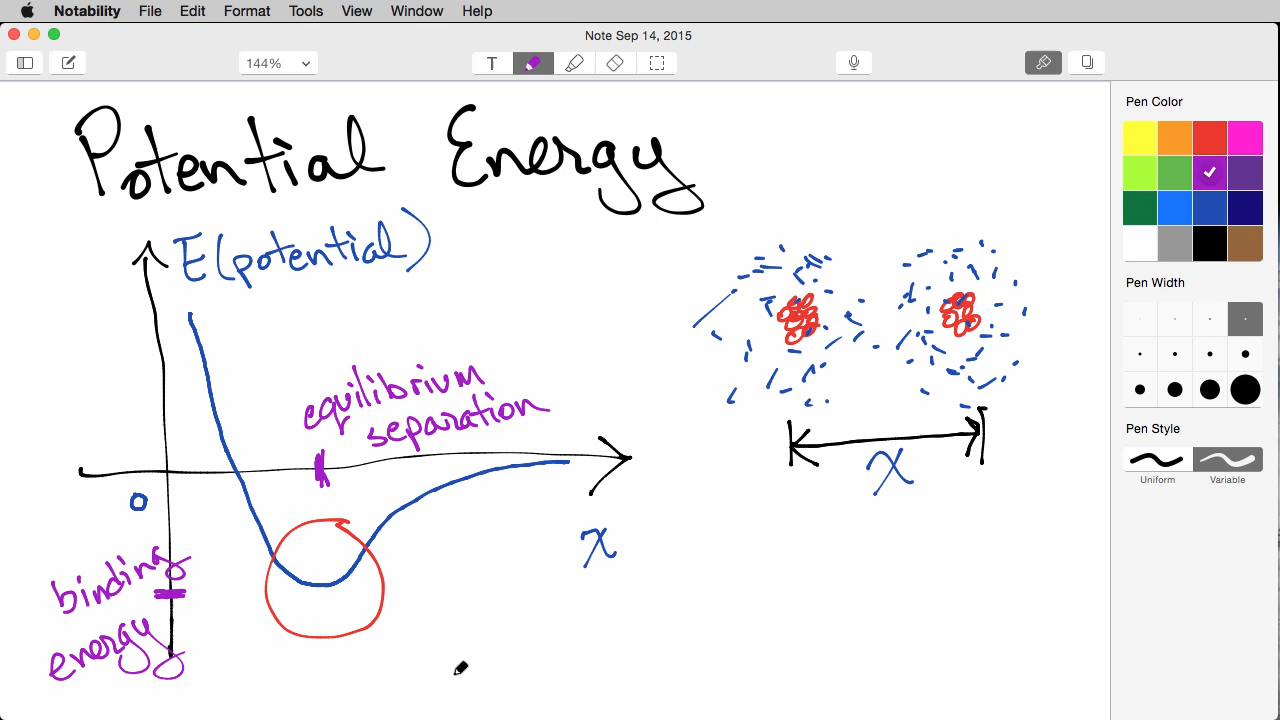 Notability File Edit Format Tools View Window Help
Note Sep 14, 2015
144% T
Pen Color
Pen Width
Pen Style
Uniform Variable
Potential Energy
E(potential)
equilibrium
separation
0
x
x
binding
energy